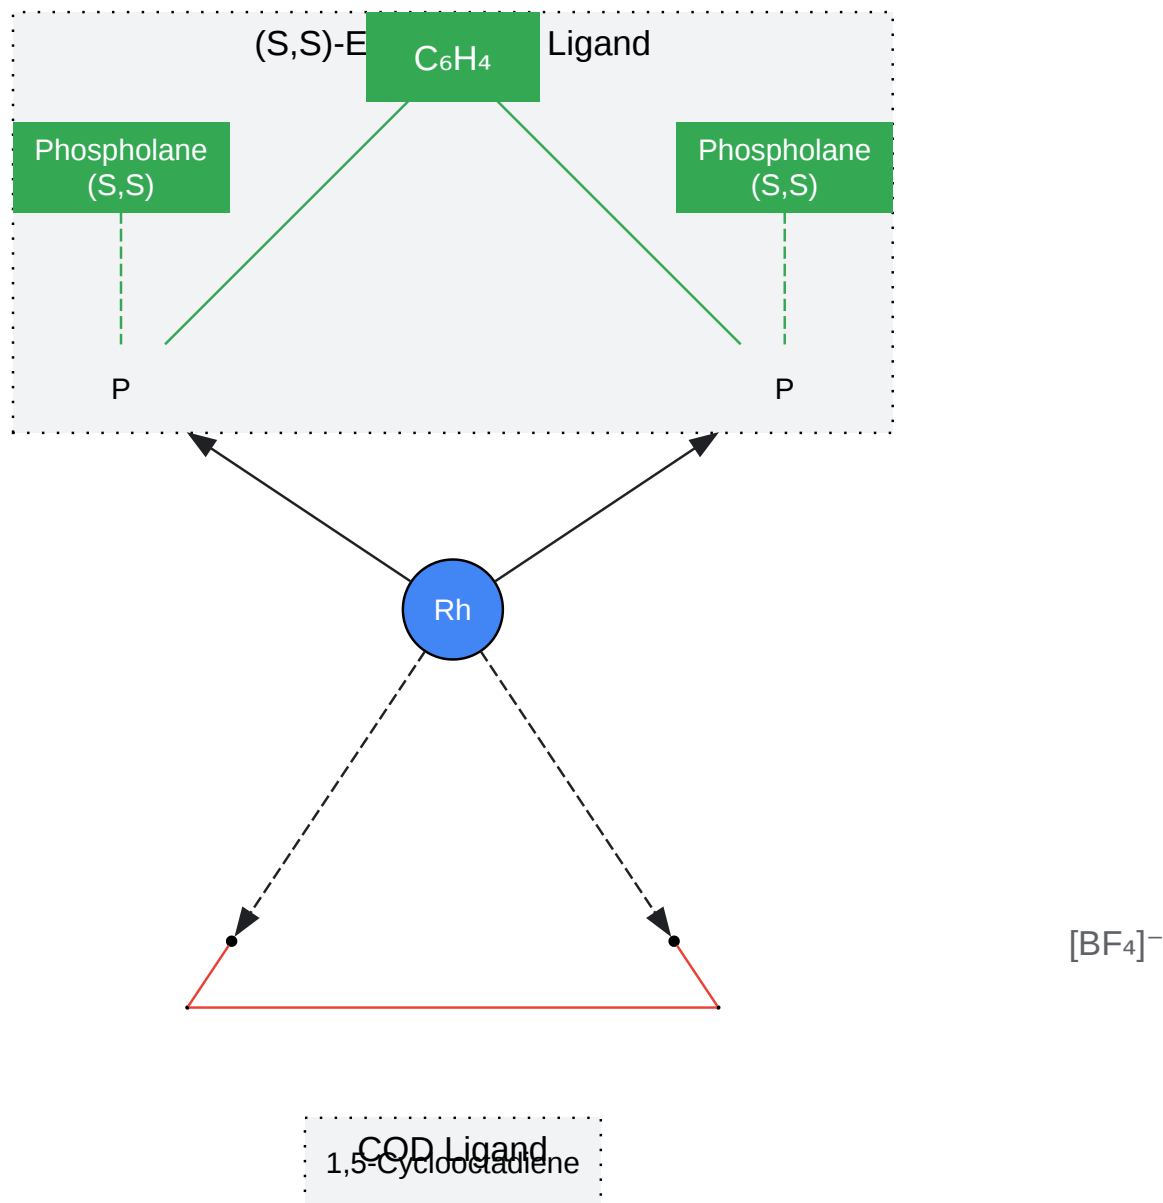 (S,S)-E Ligand
C₆H₄
Phospholane
(S,S)
Phospholane
(S,S)
P
P
Rh
[BF₄]⁻
COD Ligand
1,5-Cyclooctadiene